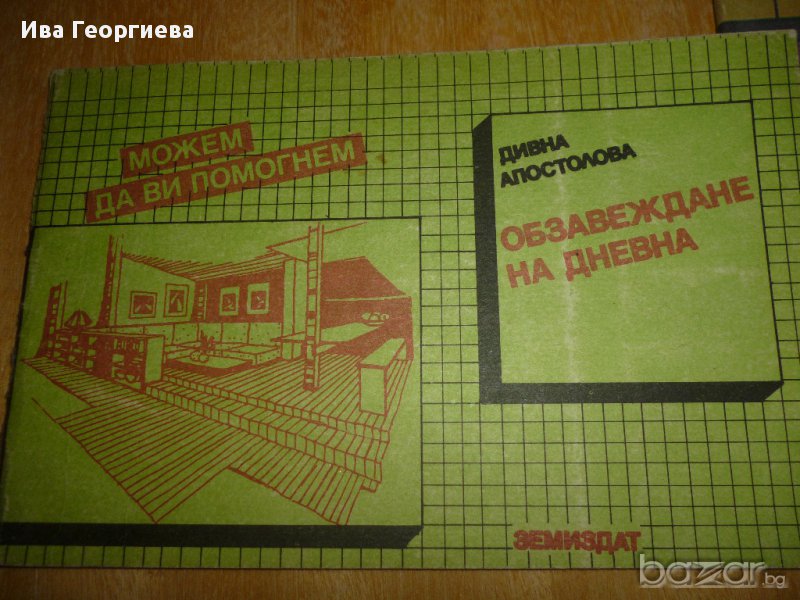 Ива Георгиева
МОЖЕМ
ДА ВИ ПОМОГНЕМ
ДИВНА
АПОСТОЛОВА
ОБЗАВЕЖДАНЕ
НА ДНЕВНА
ЗЕМИЗДАТ
bazar.bg